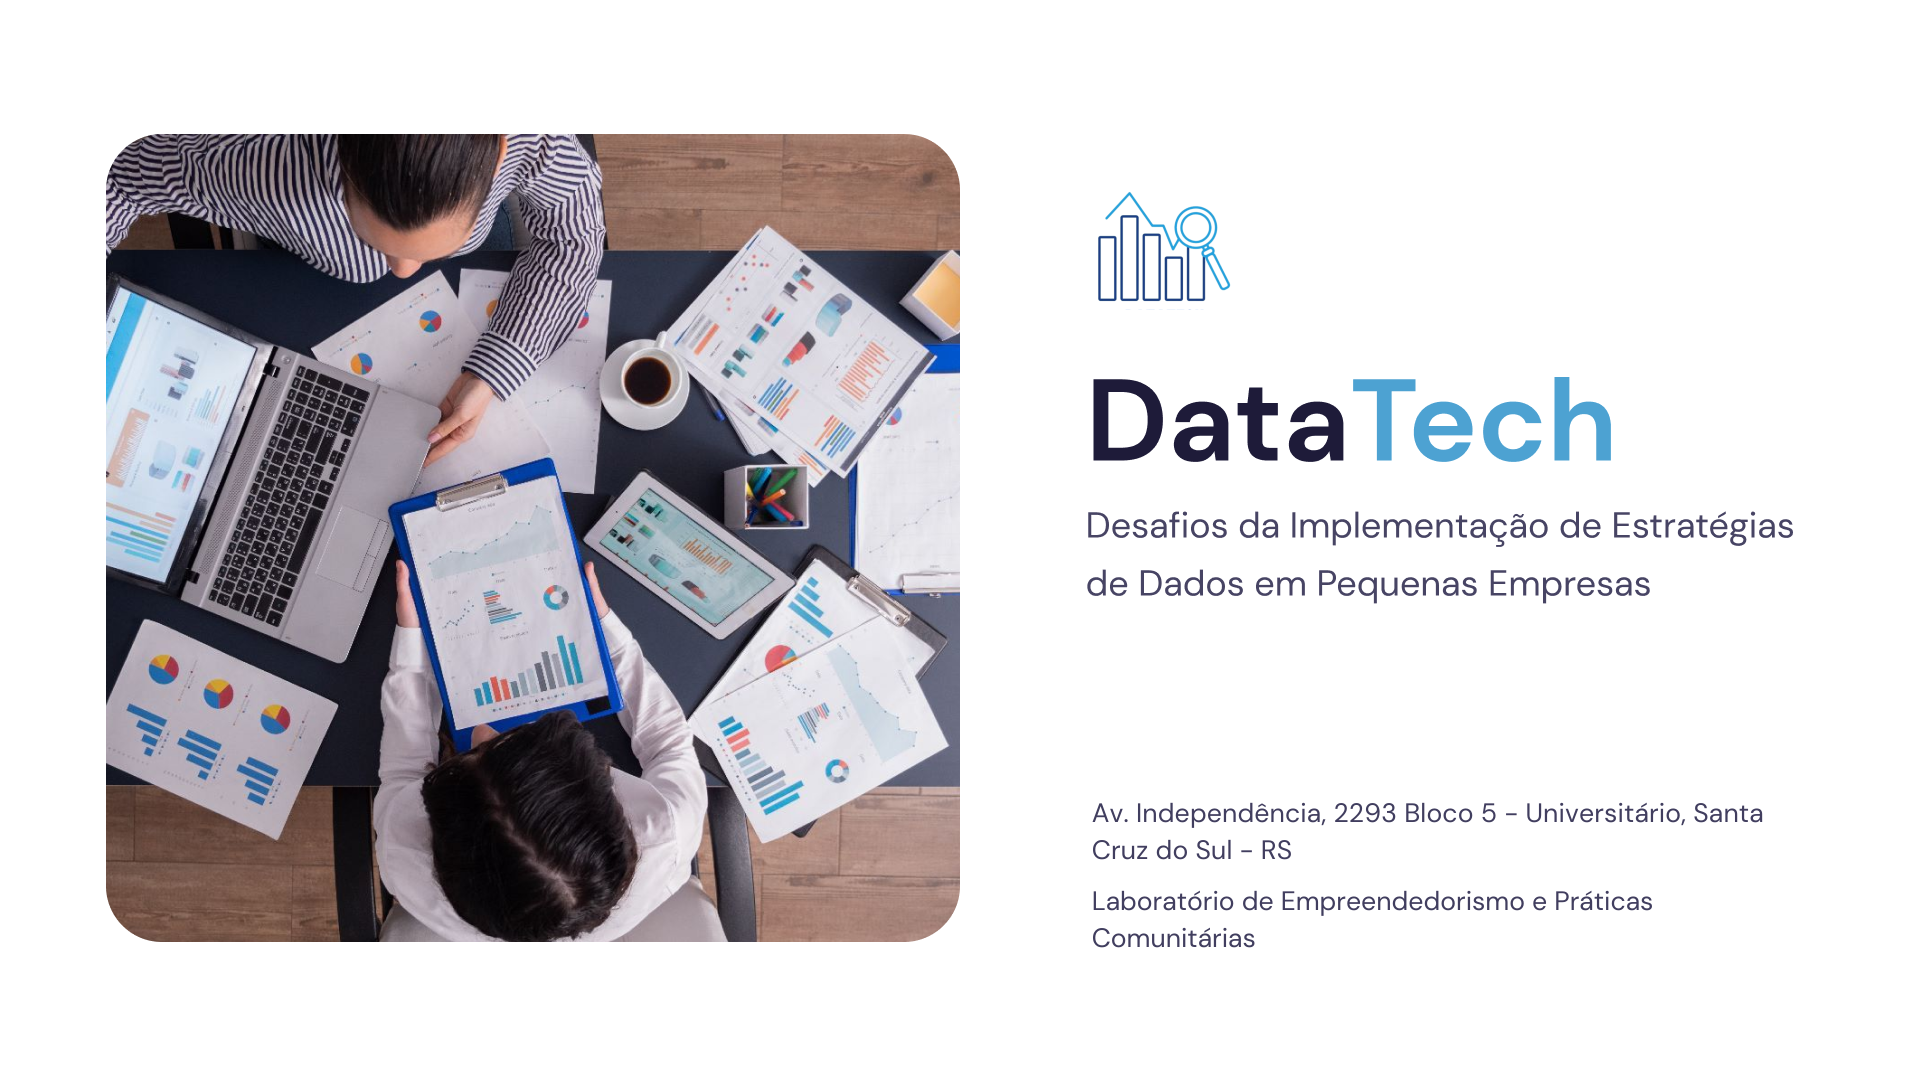 DataTech
Desafios da Implementação de Estratégias
de Dados em Pequenas Empresas
Av. Independência, 2293 Bloco 5 - Universitário, Santa
Cruz do Sul - RS
Laboratório de Empreendedorismo e Práticas
Comunitárias